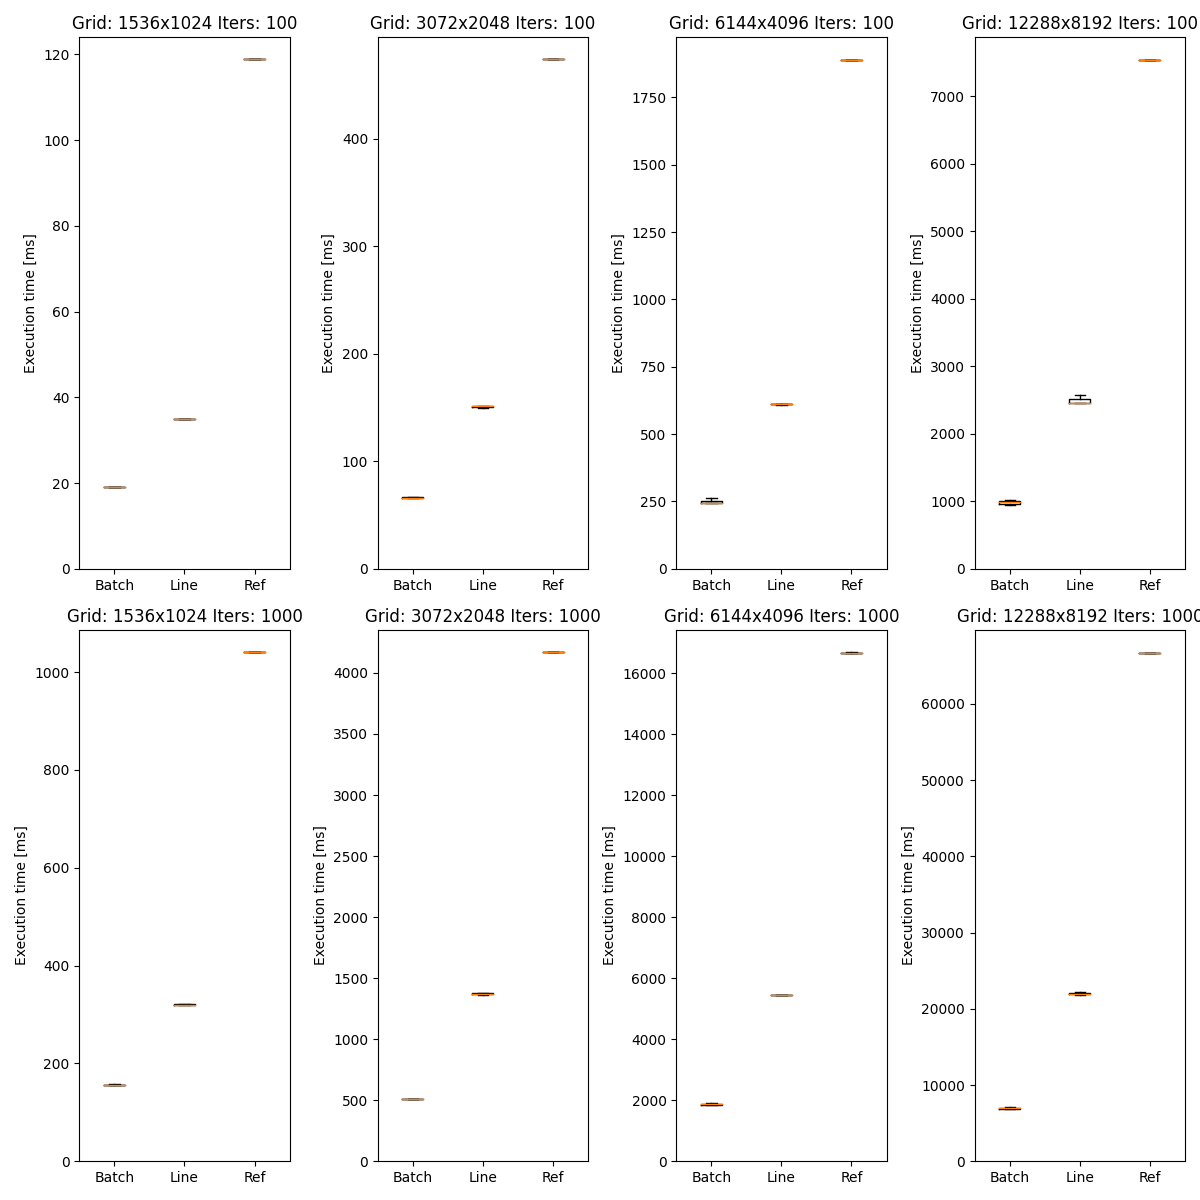 Grid: 1536x1024 Iters: 100
120
100
80
60
40
20
0
Execution time [ms]
Batch Line Ref
Grid: 3072x2048 Iters: 100
400
300
200
100
0
Execution time [ms]
Batch Line Ref
Grid: 6144x4096 Iters: 100
1750
1500
1250
1000
750
500
250
0
Execution time [ms]
Batch Line Ref
Grid: 12288x8192 Iters: 100
7000
6000
5000
4000
3000
2000
1000
0
Execution time [ms]
Batch Line Ref
Grid: 1536x1024 Iters: 1000
1000
800
600
400
200
0
Execution time [ms]
Batch Line Ref
Grid: 3072x2048 Iters: 1000
4000
3500
3000
2500
2000
1500
1000
500
0
Execution time [ms]
Batch Line Ref
Grid: 6144x4096 Iters: 1000
16000
14000
12000
10000
8000
6000
4000
2000
0
Execution time [ms]
Batch Line Ref
Grid: 12288x8192 Iters: 1000
60000
50000
40000
30000
20000
10000
0
Execution time [ms]
Batch Line Ref